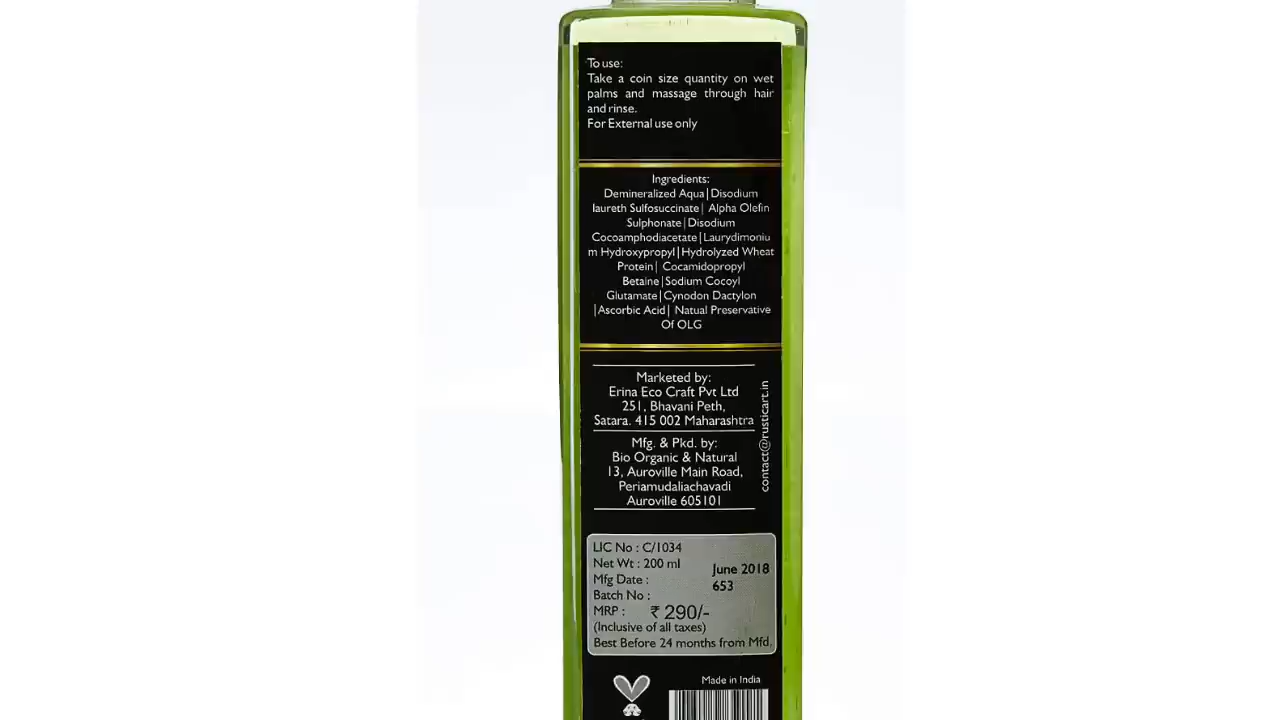 To use:
Take a coin size quantity on wet
palms and massage through hair
and rinse.
For External use only
Ingredients:
Demineralized Aqua|Disodium
laureth Sulfosuccinate| Alpha Olefin
Sulphonate|Disodium
Cocoamphodiacetate|Laurydimoniu
m Hydroxypropyl|Hydrolyzed Wheat
Protein| Cocamidopropyl
Betaine|Sodium Cocoyl
Glutamate|Cynodon Dactylon
|Ascorbic Acid| Natual Preservative
Of OLG
Marketed by:
Erina Eco Craft Pvt Ltd
251, Bhavani Peth,
Satara. 415 002 Maharashtra
Mfg. & Pkd. by:
Bio Organic & Natural
13, Auroville Main Road,
Periamudaliachavadi
Auroville 605101
contact@rusticart.in
LIC No : C/1034
Net Wt : 200 ml
Mfg Date : June 2018
Batch No : 653
MRP : ₹ 290/-
(Inclusive of all taxes)
Best Before 24 months from Mfd.
Made in India